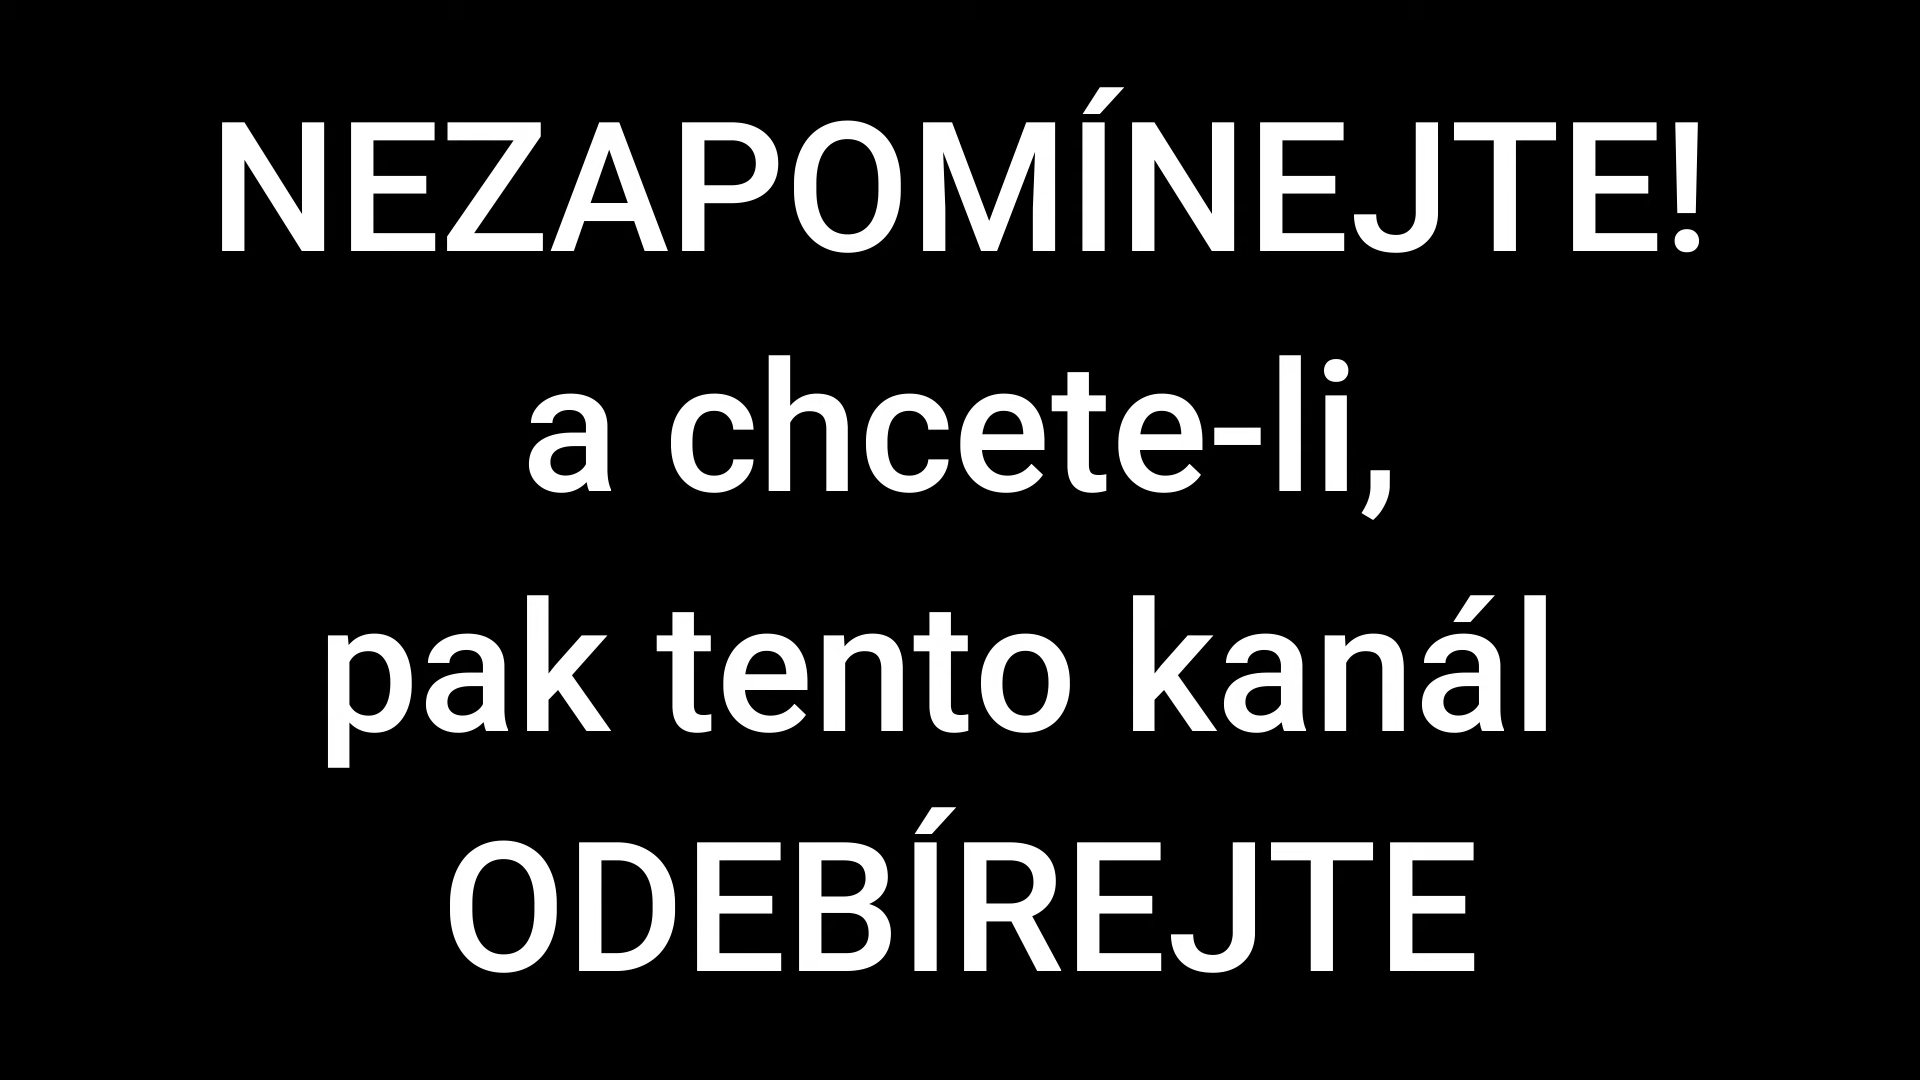 NEZAPOMÍNEJTE!
a chcete-li,
pak tento kanál
ODEBÍREJTE